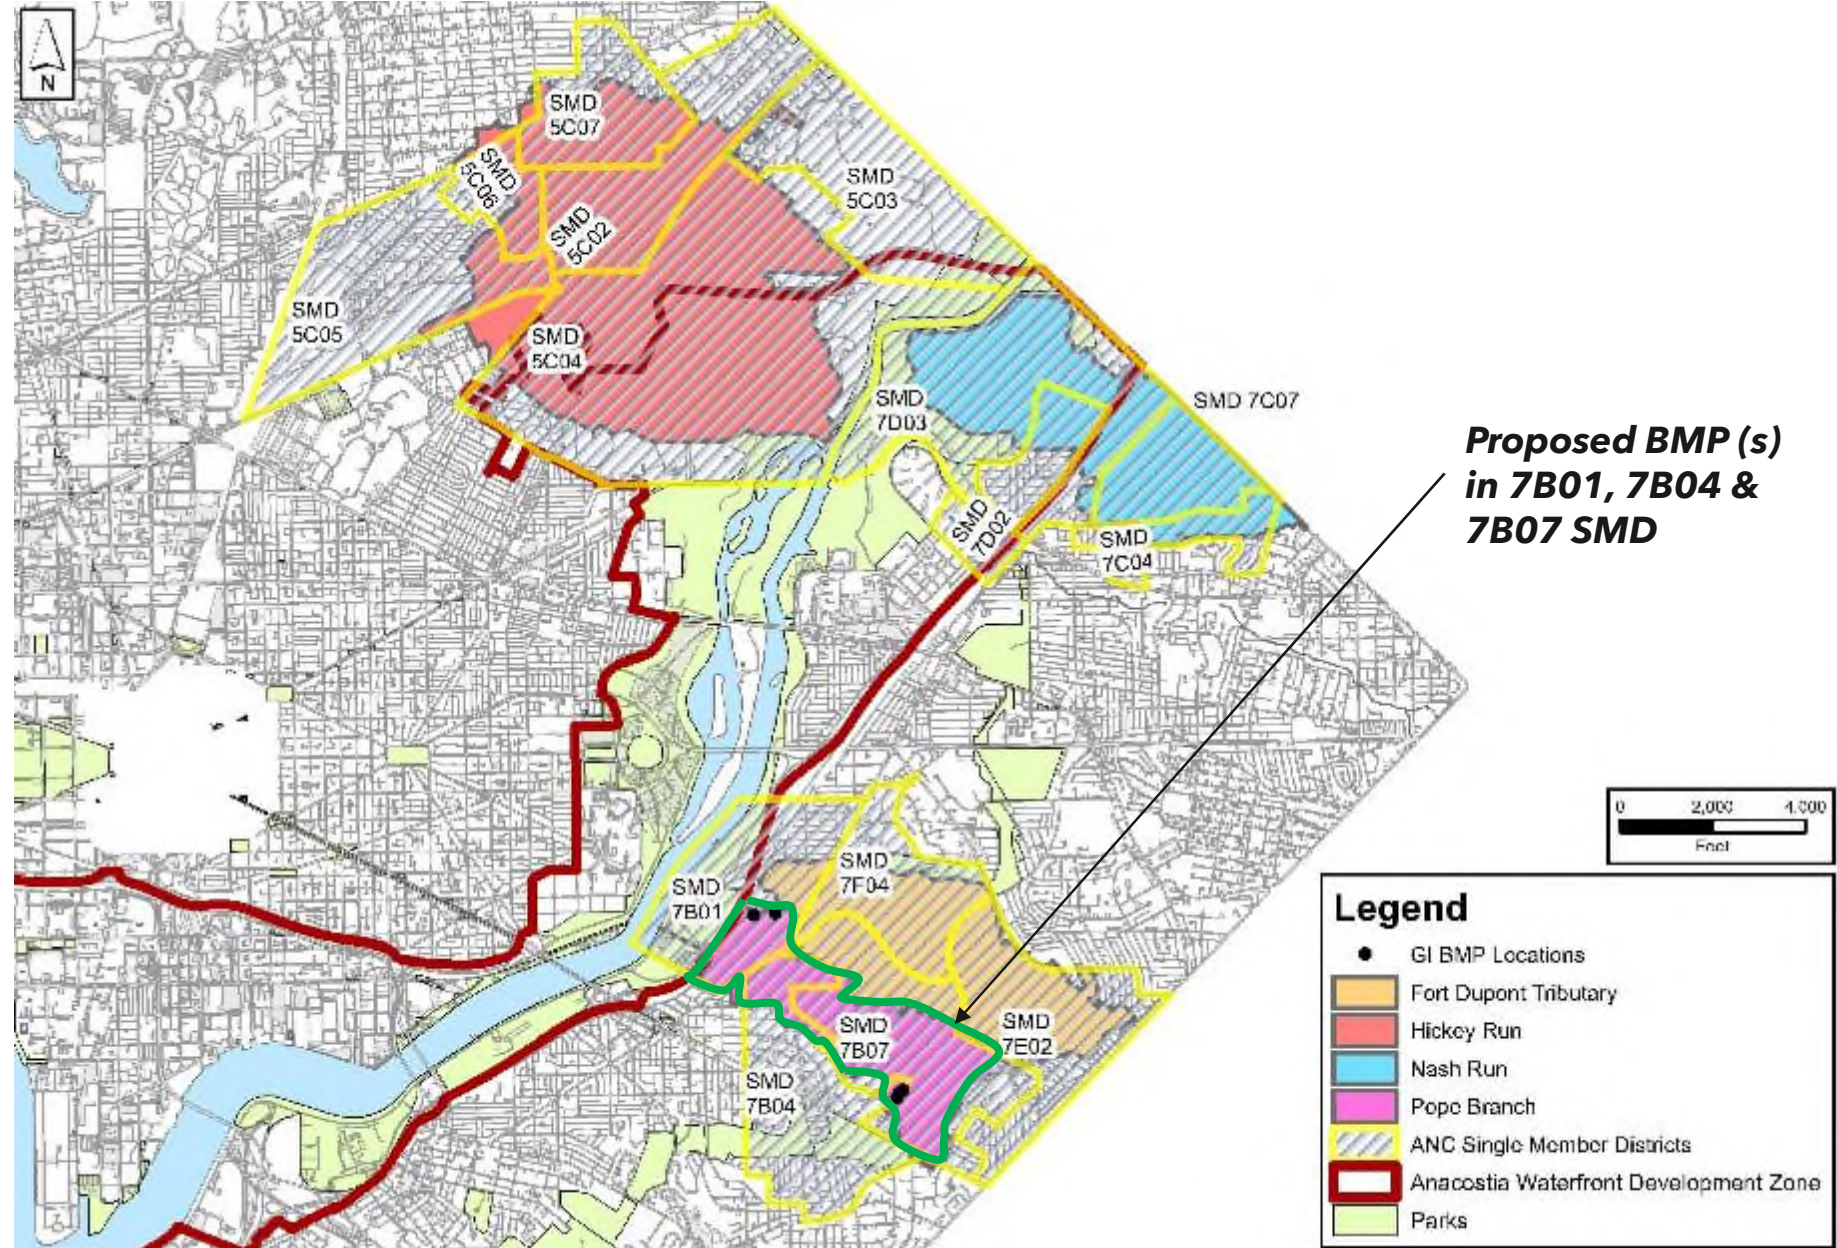 N
SMD
5C07
SMD
5C06
SMD
5C03
SMD
5C02
SMD
5C05
SMD
5C04
SMD
7D03
SMD 7C07
Proposed BMP (s)
in 7B01, 7B04 &
7B07 SMD
SMD
7D02
SMD
7C04
SMD
7F04
SMD
7B01
SMD
7B07
SMD
7E02
SMD
7B04
0 2,000 4,000
Feet
Legend
GI BMP Locations
Fort Dupont Tributary
Hickey Run
Nash Run
Pope Branch
ANC Single Member Districts
Anacostia Waterfront Development Zone
Parks